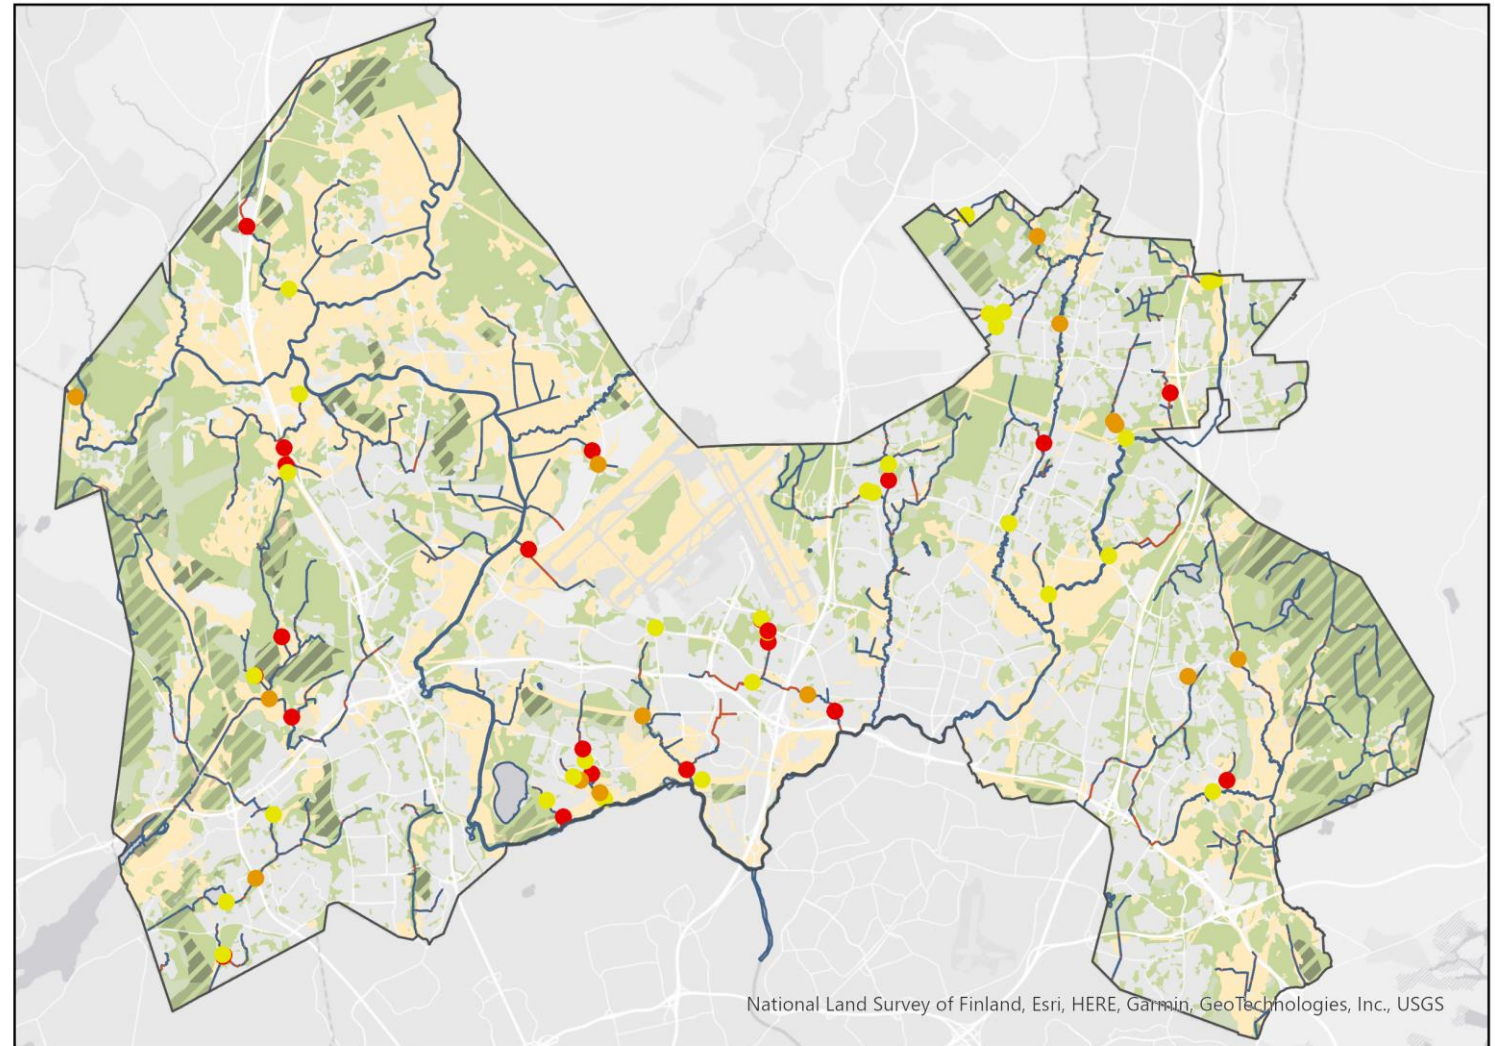 National Land Survey of Finland, Esri, HERE, Garmin, GeoTechnologies, Inc., USGS